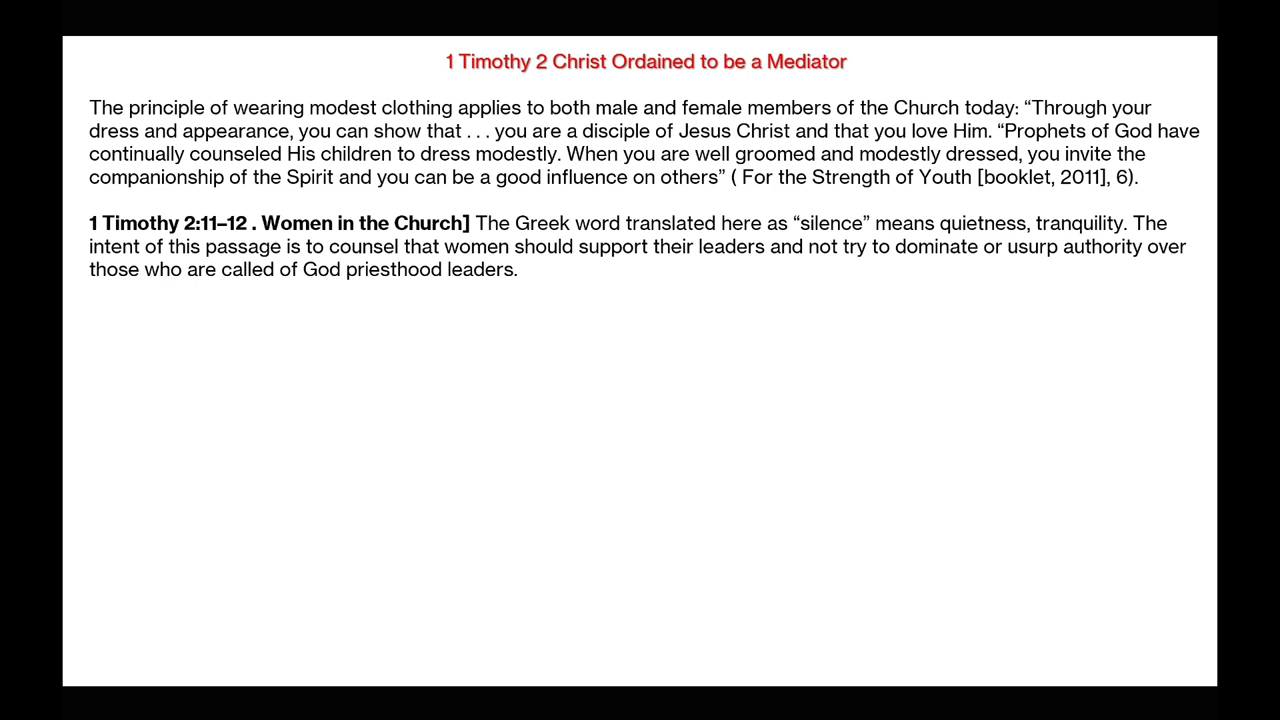 1 Timothy 2 Christ Ordained to be a Mediator
The principle of wearing modest clothing applies to both male and female members of the Church today: “Through your
dress and appearance, you can show that . . . you are a disciple of Jesus Christ and that you love Him. “Prophets of God have
continually counseled His children to dress modestly. When you are well groomed and modestly dressed, you invite the
companionship of the Spirit and you can be a good influence on others” ( For the Strength of Youth [booklet, 2011], 6).
1 Timothy 2:11–12 . Women in the Church] The Greek word translated here as “silence” means quietness, tranquility. The
intent of this passage is to counsel that women should support their leaders and not try to dominate or usurp authority over
those who are called of God priesthood leaders.